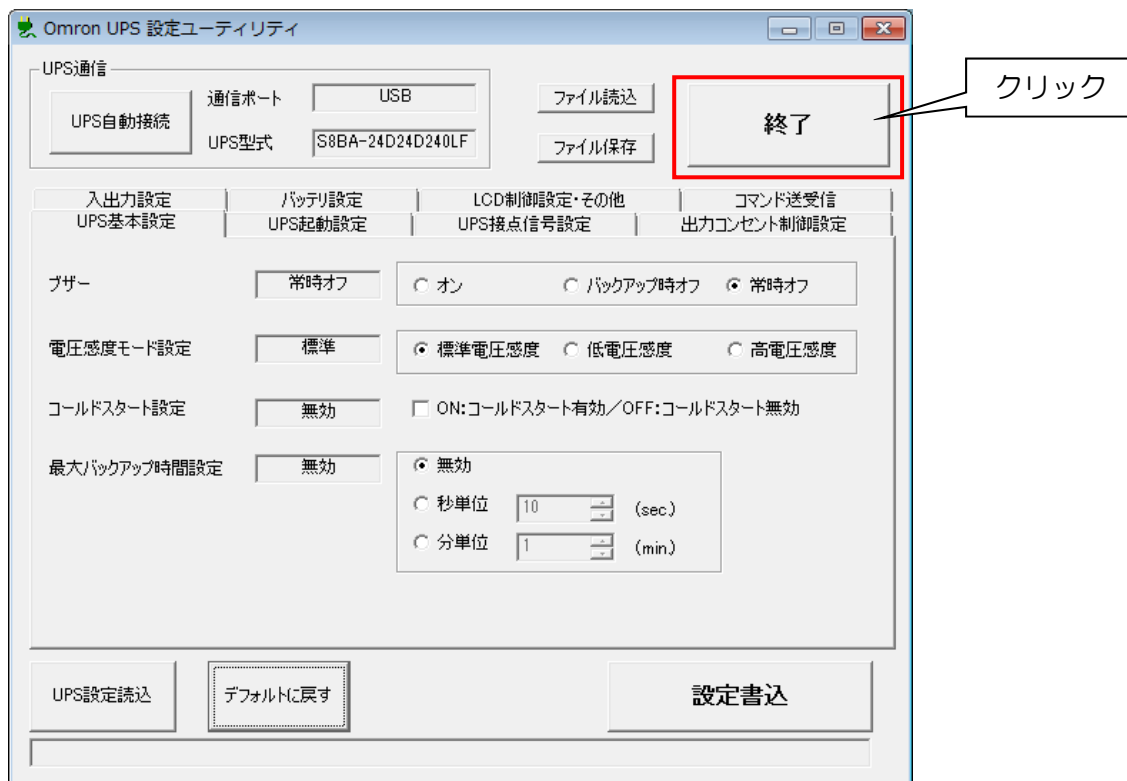 Omron UPS 設定ユーティリティ
UPS通信
UPS自動接続
通信ポート
USB
UPS型式
S8BA-24D24D240LF
ファイル読込
ファイル保存
終了
クリック
入出力設定
バッテリ設定
LCD制御設定・その他
コマンド送受信
UPS基本設定
UPS起動設定
UPS接点信号設定
出力コンセント制御設定
ブザー
常時オフ
オン
バックアップ時オフ
常時オフ
電圧感度モード設定
標準
標準電圧感度
低電圧感度
高電圧感度
コールドスタート設定
無効
ON:コールドスタート有効／OFF:コールドスタート無効
最大バックアップ時間設定
無効
無効
秒単位
10
(sec.)
分単位
1
(min.)
UPS設定読込
デフォルトに戻す
設定書込